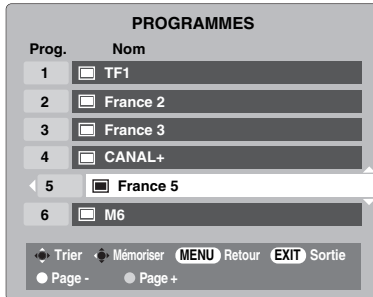 PROGRAMMES
Prog. Nom
1 TF1
2 France 2
3 France 3
4 CANAL+
5 France 5
6 M6
Trier Mémoriser MENU Retour EXIT Sortie
Page - Page +